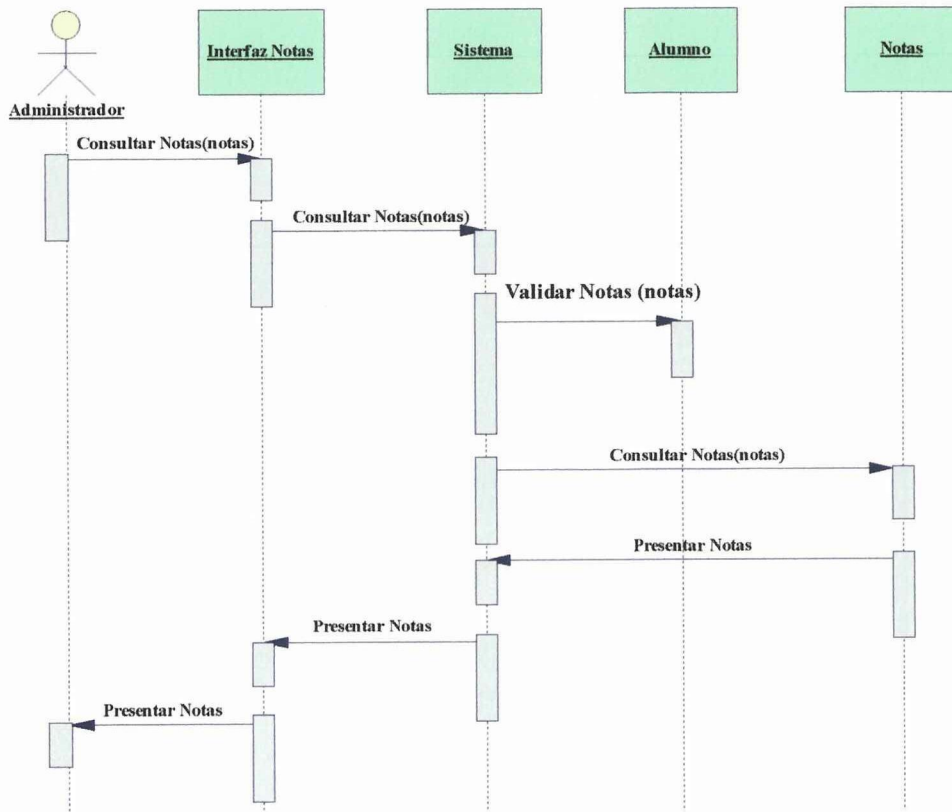 Interfaz Notas
Sistema
Alumno
Notas
Administrador
Consultar Notas(notas)
Consultar Notas(notas)
Validar Notas (notas)
Consultar Notas(notas)
Presentar Notas
Presentar Notas
Presentar Notas